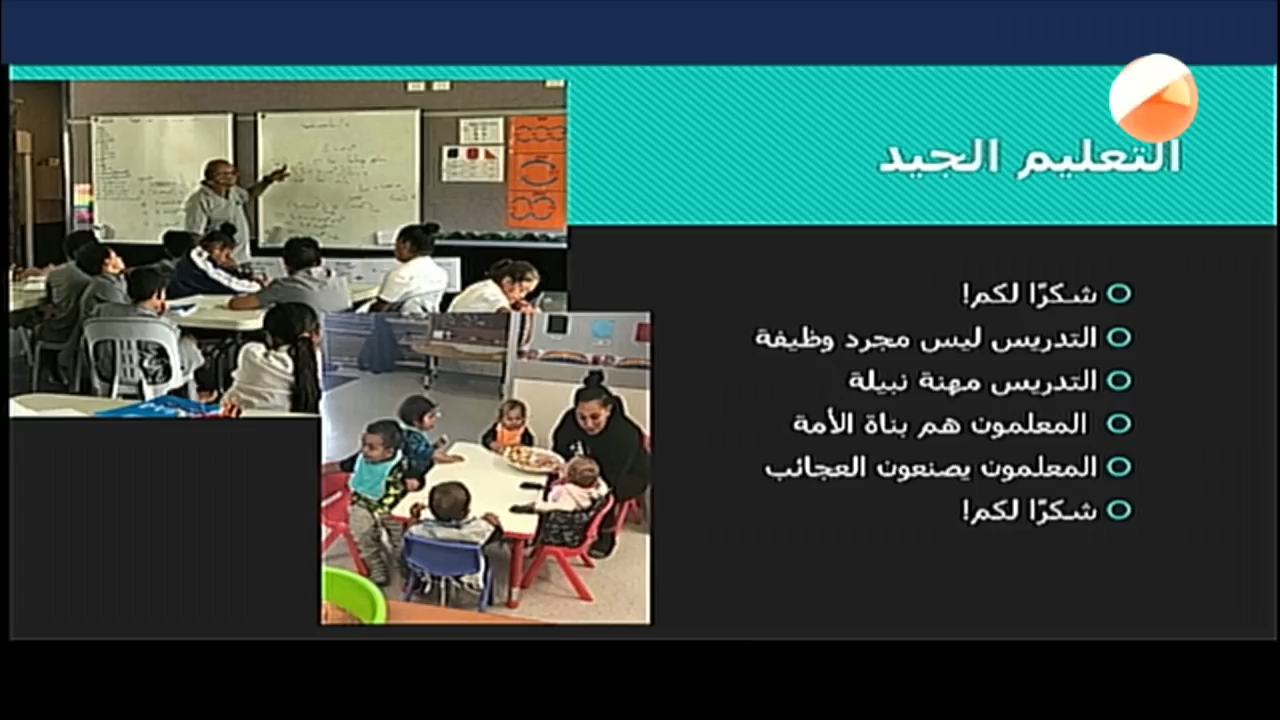 التعليم الجيد
شكرًا لكم!
التدريس ليس مجرد وظيفة
التدريس مهنة نبيلة
المعلمون هم بناة الأمة
المعلمون يصنعون العجائب
شكرًا لكم!